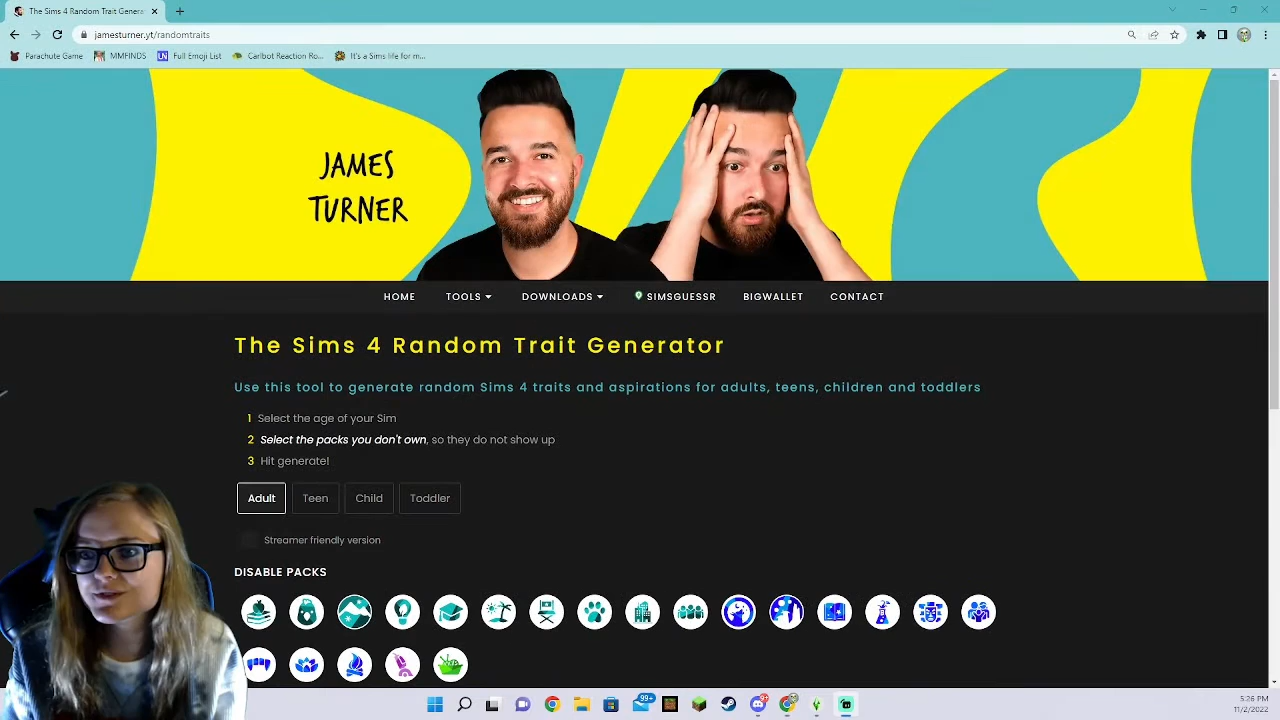 The Sims 4 Random Trait Genera
jamesturner.yt/randomtraits
Parachute Game
MMFINDS
Full Emoji List
Carlbot Reaction Ro...
It's a Sims life for m...
JAMES
TURNER
HOME
TOOLS
DOWNLOADS
SIMSGUESSR
BIGWALLET
CONTACT
The Sims 4 Random Trait Generator
Use this tool to generate random Sims 4 traits and aspirations for adults, teens, children and toddlers
1 Select the age of your Sim
2 Select the packs you don't own, so they do not show up
3 Hit generate!
Adult
Teen
Child
Toddler
Streamer friendly version
DISABLE PACKS
99+
5:26 PM
11/2/2022